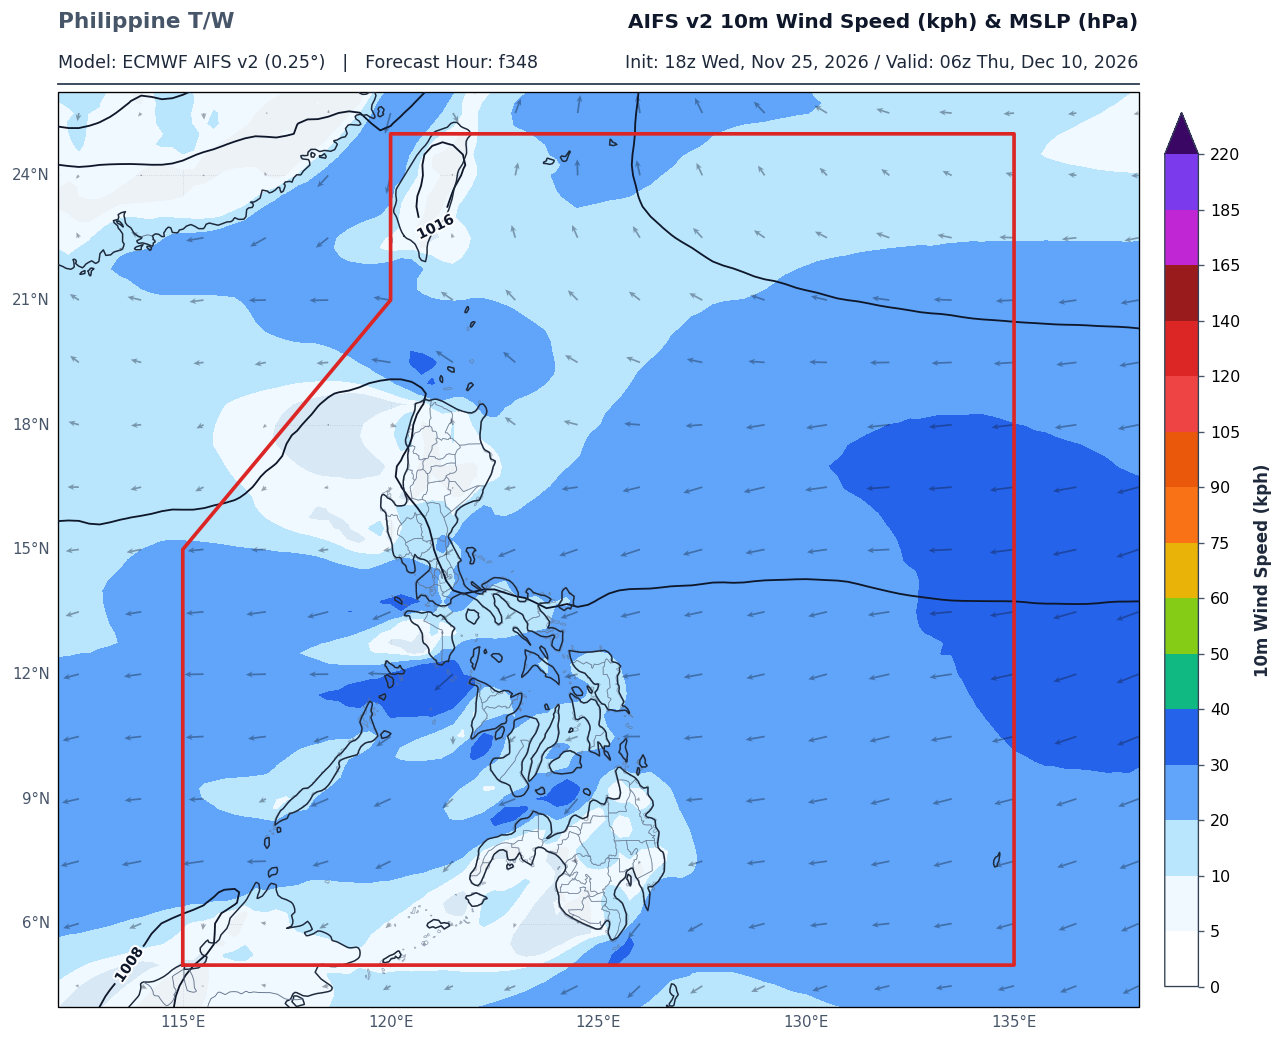 Philippine T/W
AIFS v2 10m Wind Speed (kph) & MSLP (hPa)
Model: ECMWF AIFS v2 (0.25°) | Forecast Hour: f348
Init: 18z Wed, Nov 25, 2026 / Valid: 06z Thu, Dec 10, 2026
24°N
21°N
18°N
15°N
12°N
9°N
6°N
1016
1008
115°E
120°E
125°E
130°E
135°E
220
185
165
140
120
105
90
75
60
50
40
30
20
10
5
0
10m Wind Speed (kph)